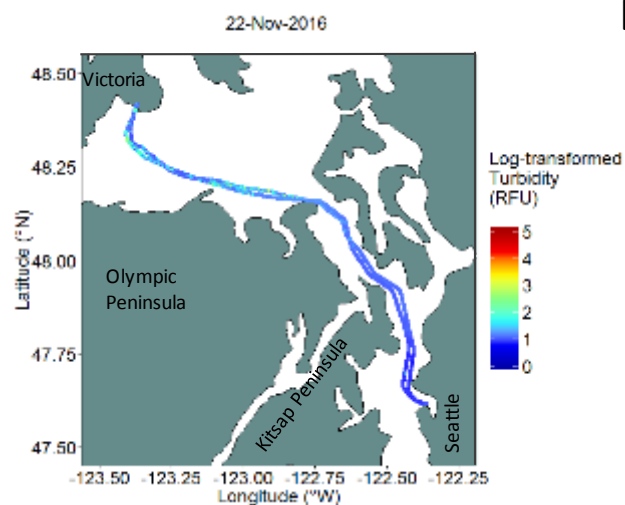 22-Nov-2016
48.50
Victoria
48.25
Log-transformed
Turbidity
(RFU)
Latitude (°N)
5
4
3
2
1
0
48.00
Olympic
Peninsula
47.75
Kitsap Peninsula
Seattle
47.50
-123.50 -123.25 -123.00 -122.75 -122.50 -122.25
Longitude (°W)